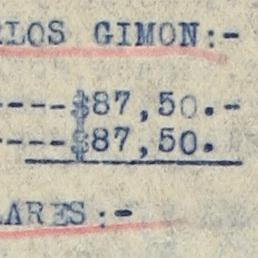 RLOS GIMON:-
----$87,50.-
----$87,50.
LARES:-